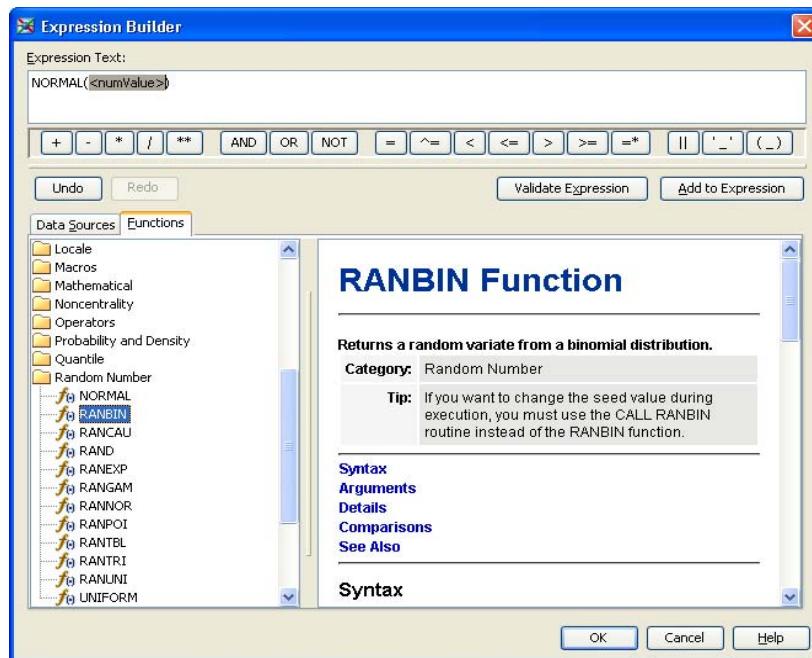 Expression Builder
Expression Text:
NORMAL(<numValue>)
+ - * / ** AND OR NOT = ^= < <= > >= =* || '_' (_)
Undo Redo Validate Expression Add to Expression
Data Sources Functions
Locale
Macros
Mathematical
Noncentrality
Operators
Probability and Density
Quantile
Random Number
NORMAL
RANBIN
RANCAU
RAND
RANEXP
RANGAM
RANNOR
RANPOI
RANTBL
RANTRI
RANUNI
UNIFORM
RANBIN Function
Returns a random variate from a binomial distribution.
Category: Random Number
Tip: If you want to change the seed value during
execution, you must use the CALL RANBIN
routine instead of the RANBIN function.
Syntax
Arguments
Details
Comparisons
See Also
Syntax
OK Cancel Help